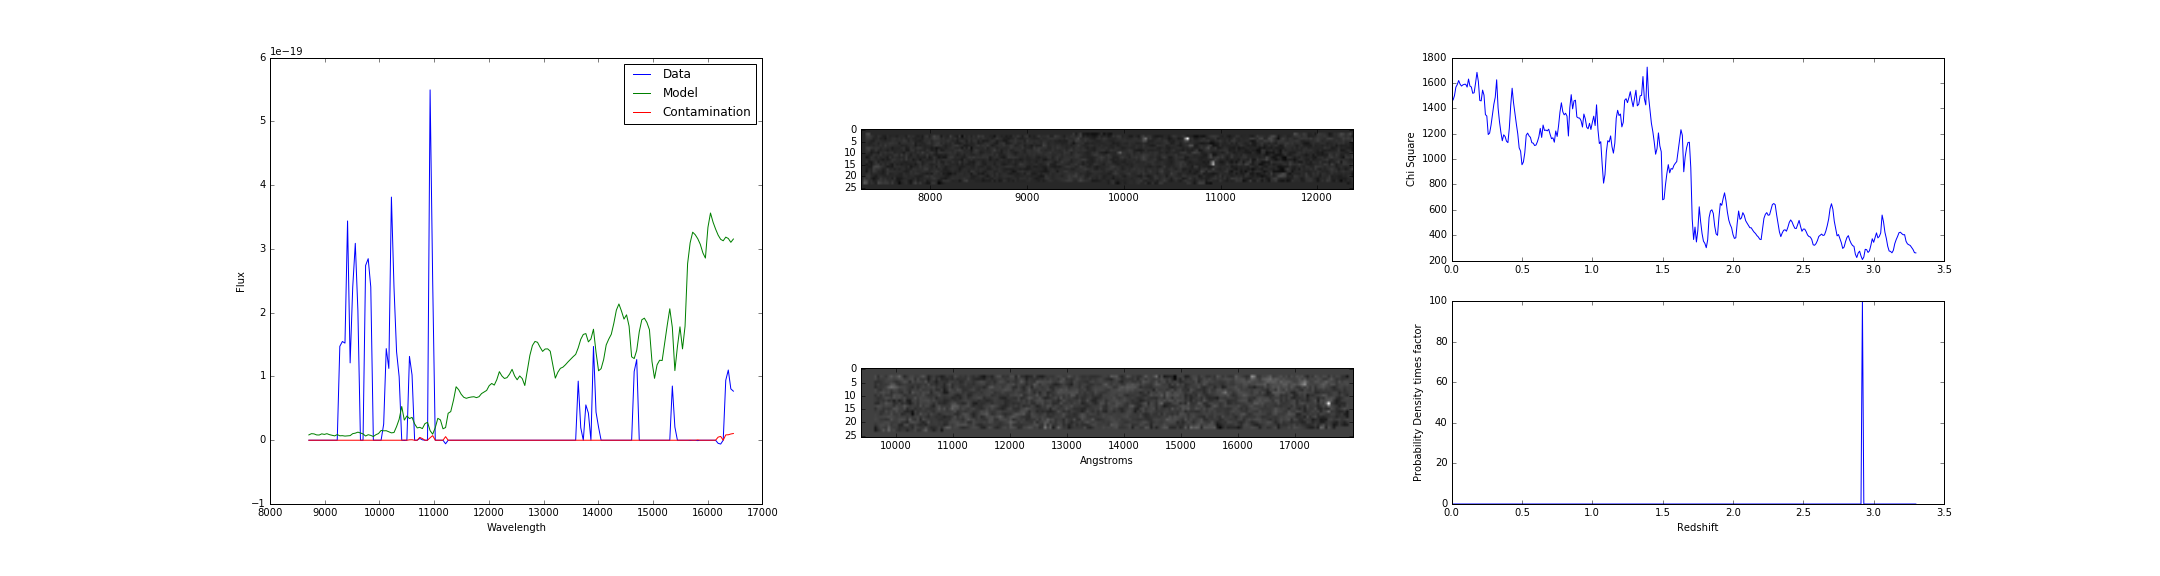 1e−19
6
5
4
3
2
1
0
−1
8000 9000 10000 11000 12000 13000 14000 15000 16000 17000
Wavelength
Flux
Data
Model
Contamination
0
5
10
15
20
25
8000 9000 10000 11000 12000
0
5
10
15
20
25
10000 11000 12000 13000 14000 15000 16000 17000
Angstroms
1800
1600
1400
1200
1000
800
600
400
200
0.0 0.5 1.0 1.5 2.0 2.5 3.0 3.5
Chi Square
100
80
60
40
20
0
0.0 0.5 1.0 1.5 2.0 2.5 3.0 3.5
Redshift
Probability Density times factor